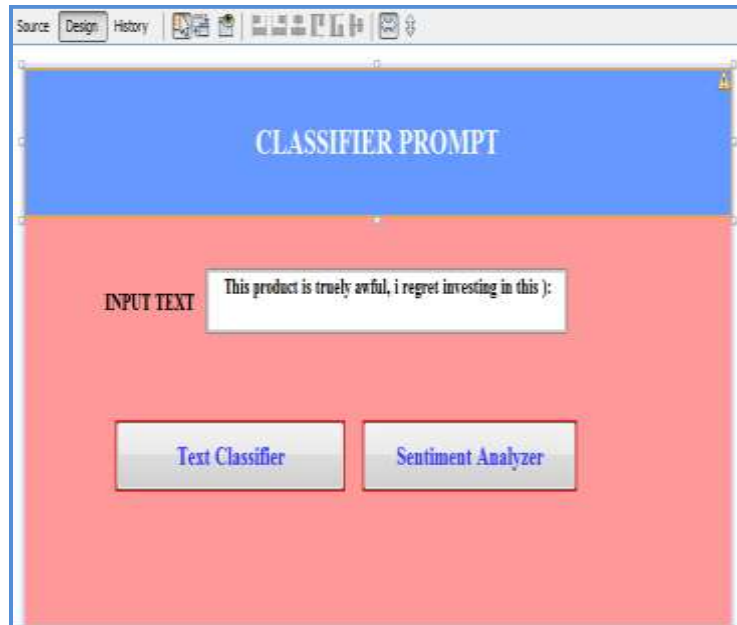 Source Design History
CLASSIFIER PROMPT
INPUT TEXT This product is truely awful, i regret investing in this ):
Text Classifier Sentiment Analyzer